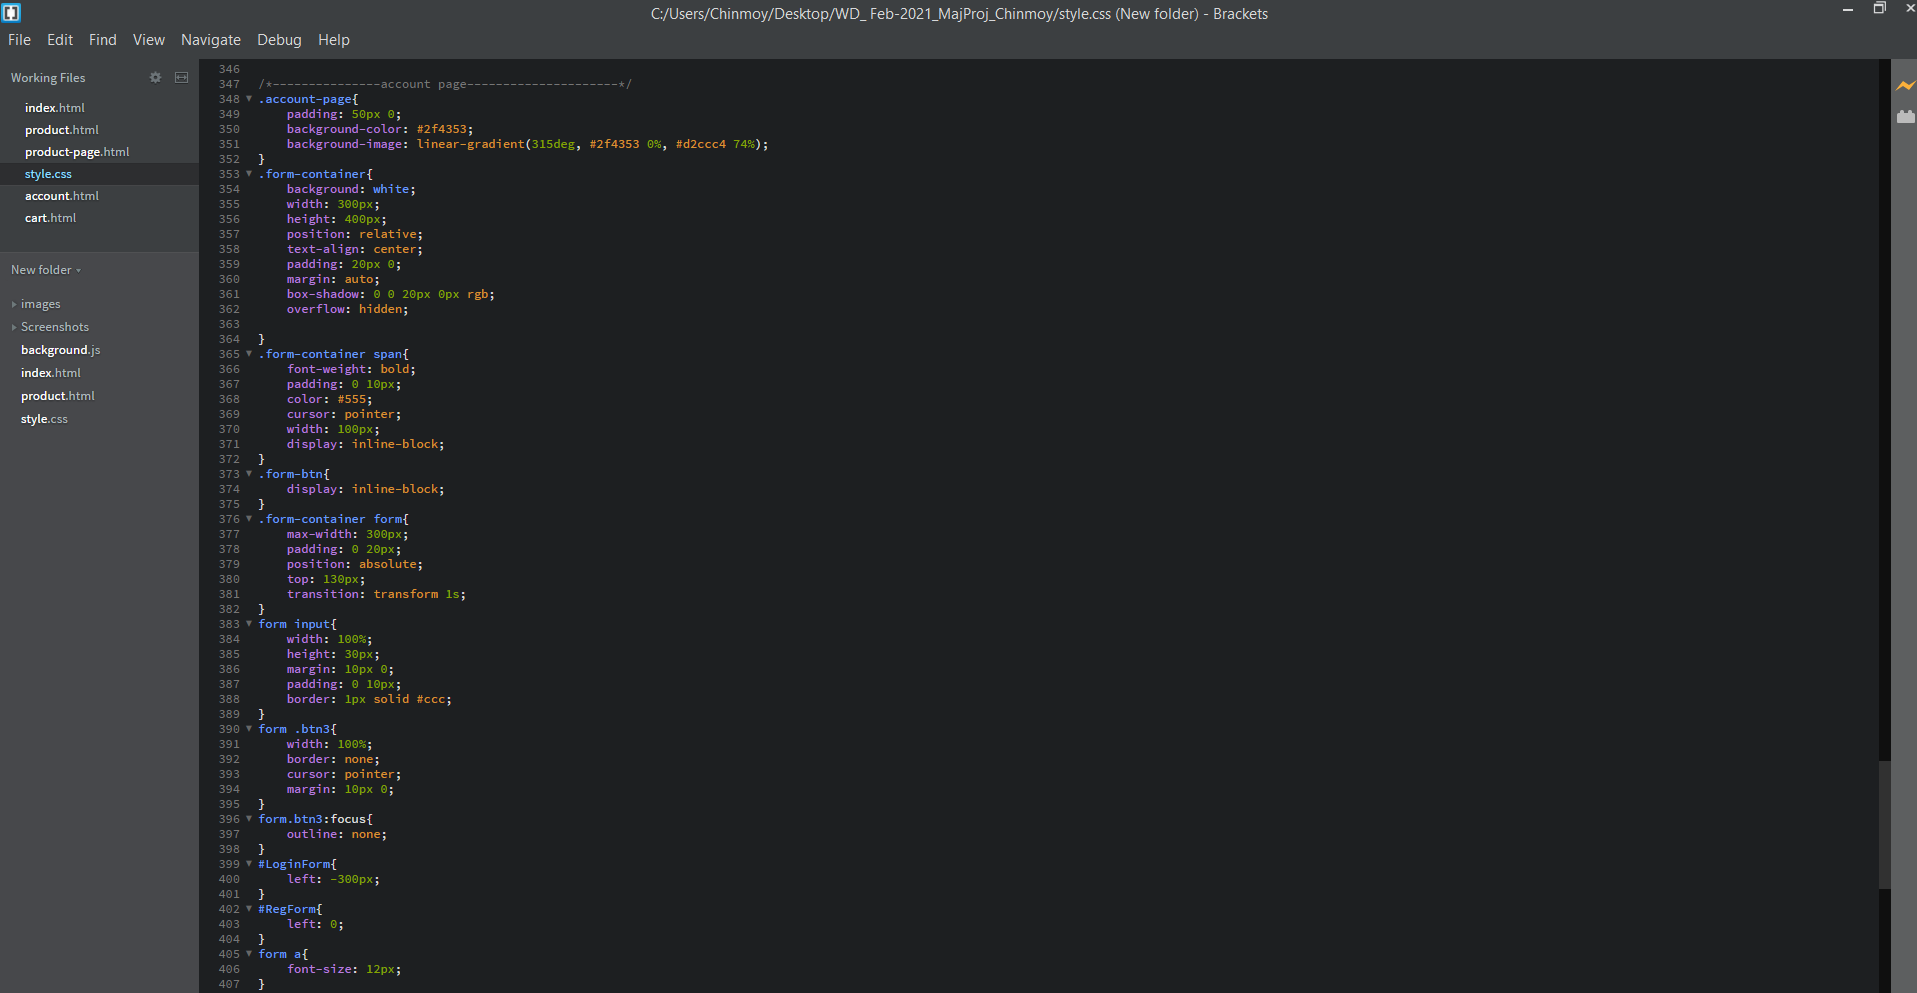 C:/Users/Chinmoy/Desktop/WD_ Feb-2021_MajProj_Chinmoy/style.css (New folder) - Brackets
File Edit Find View Navigate Debug Help
Working Files
index.html
product.html
product-page.html
style.css
account.html
cart.html
New folder
images
Screenshots
background.js
index.html
product.html
style.css
346
347 /*---------------account page---------------------*/
348 .account-page{
349     padding: 50px 0;
350     background-color: #2f4353;
351     background-image: linear-gradient(315deg, #2f4353 0%, #d2ccc4 74%);
352 }
353 .form-container{
354     background: white;
355     width: 300px;
356     height: 400px;
357     position: relative;
358     text-align: center;
359     padding: 20px 0;
360     margin: auto;
361     box-shadow: 0 0 20px 0px rgb;
362     overflow: hidden;
363
364 }
365 .form-container span{
366     font-weight: bold;
367     padding: 0 10px;
368     color: #555;
369     cursor: pointer;
370     width: 100px;
371     display: inline-block;
372 }
373 .form-btn{
374     display: inline-block;
375 }
376 .form-container form{
377     max-width: 300px;
378     padding: 0 20px;
379     position: absolute;
380     top: 130px;
381     transition: transform 1s;
382 }
383 form input{
384     width: 100%;
385     height: 30px;
386     margin: 10px 0;
387     padding: 0 10px;
388     border: 1px solid #ccc;
389 }
390 form .btn3{
391     width: 100%;
392     border: none;
393     cursor: pointer;
394     margin: 10px 0;
395 }
396 form.btn3:focus{
397     outline: none;
398 }
399 #LoginForm{
400     left: -300px;
401 }
402 #RegForm{
403     left: 0;
404 }
405 form a{
406     font-size: 12px;
407 }